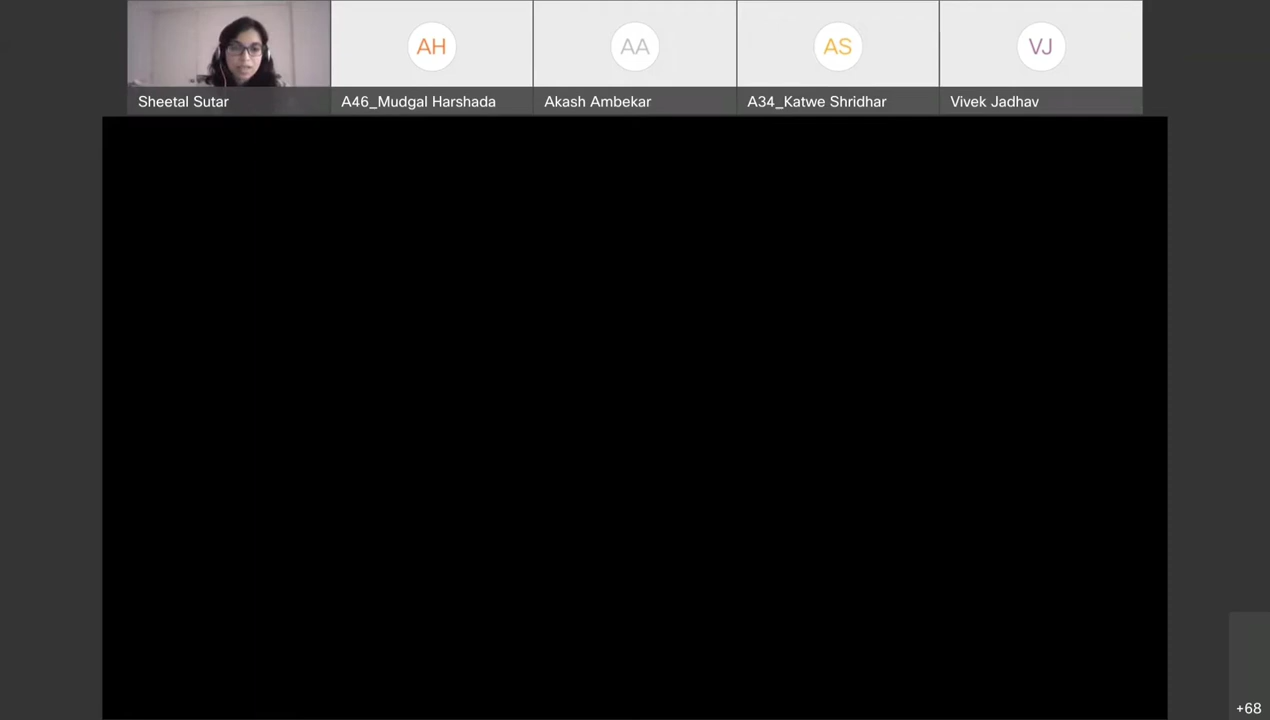 AH
AA
AS
VJ
Sheetal Sutar
A46_Mudgal Harshada
Akash Ambekar
A34_Katwe Shridhar
Vivek Jadhav
+68